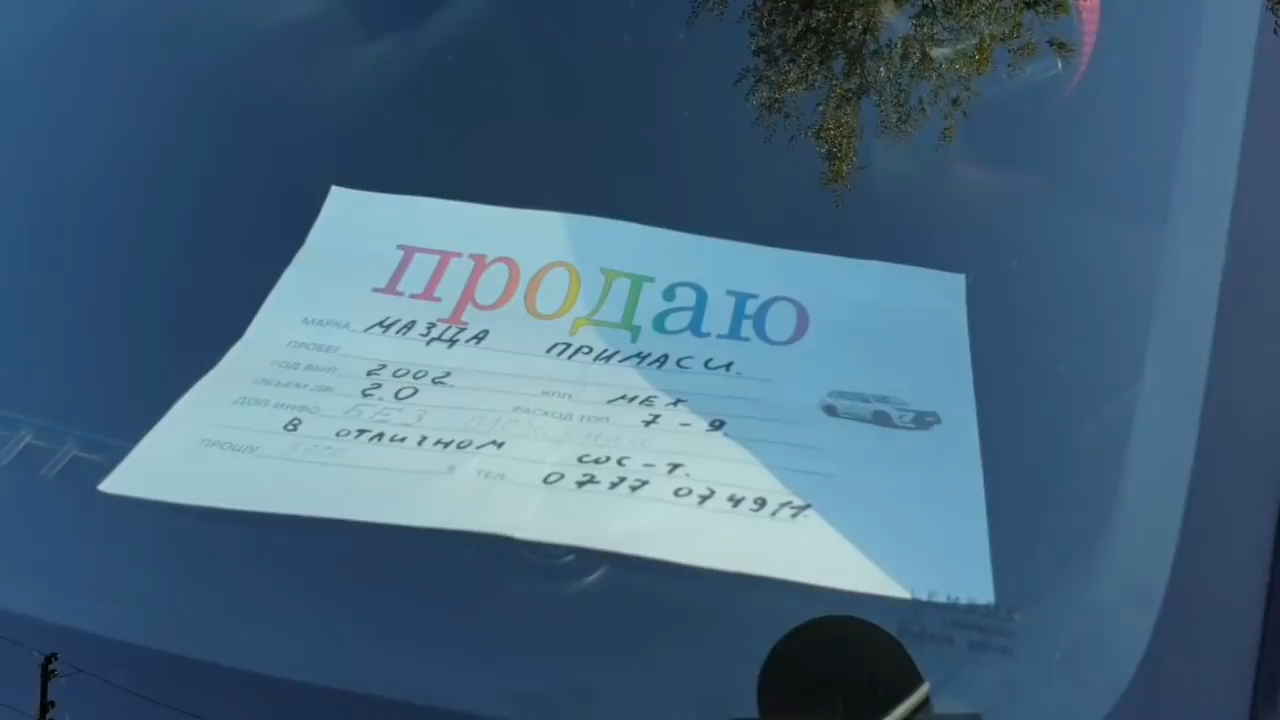 продаю
МАРКА МАЗДА ПРИМАСИ.
ПРОБЕГ
ГОД ВЫП. 2002. КПП МЕХ
ОБЪЕМ ДВ. 2.0 РАСХОД ТОП. 7-9.
ДОП.ИНФО БЕЗ
В ОТЛИЧНОМ СОС-Т.
ПРОШУ $ ТЕЛ. 0777 074911